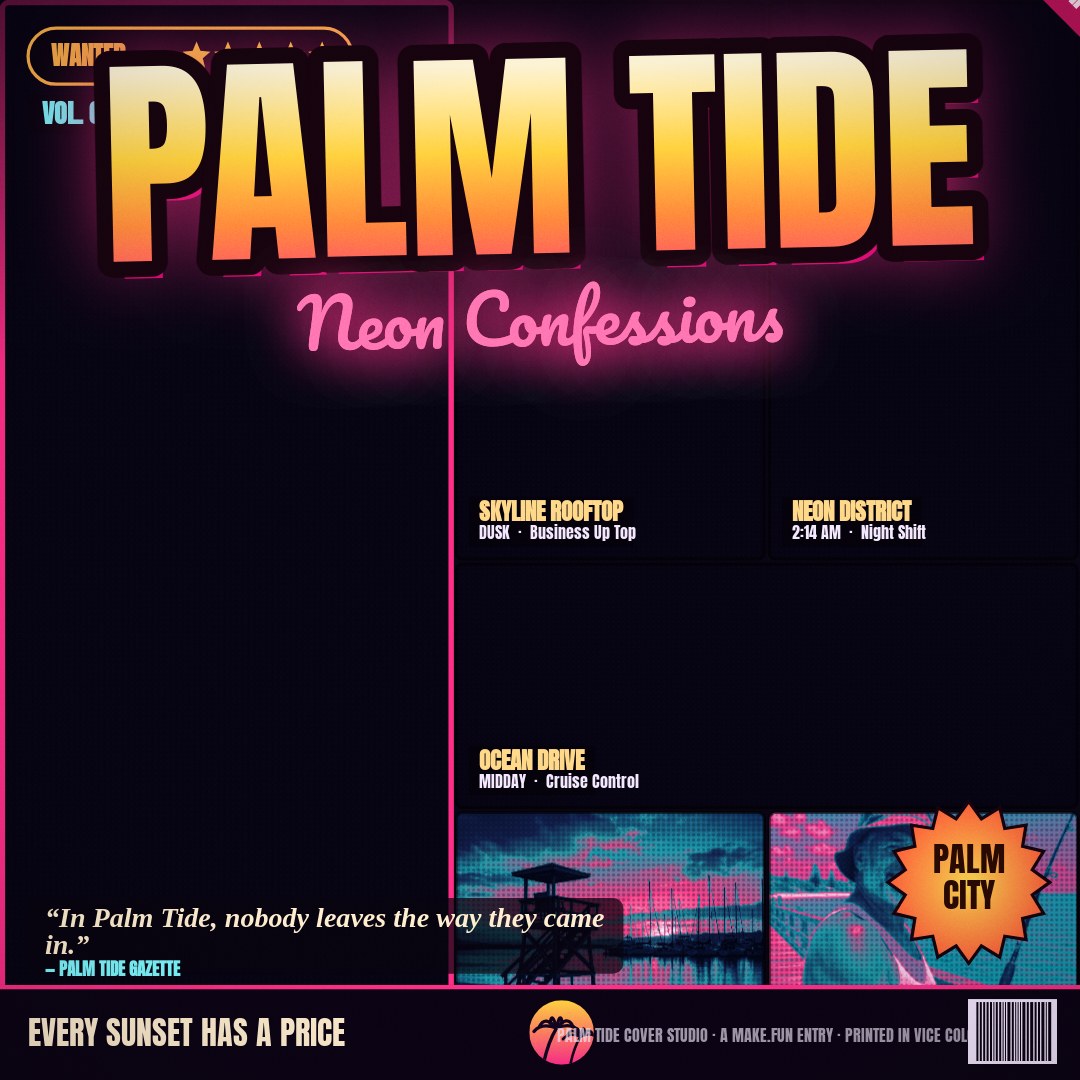 WANTED
VOL.
PALM TIDE
Neon Confessions
SKYLINE ROOFTOP
DUSK · Business Up Top
NEON DISTRICT
2:14 AM · Night Shift
OCEAN DRIVE
MIDDAY · Cruise Control
PALM
CITY
“In Palm Tide, nobody leaves the way they came
in.”
– PALM TIDE GAZETTE
EVERY SUNSET HAS A PRICE
PALM TIDE COVER STUDIO · A MAKE.FUN ENTRY · PRINTED IN VICE